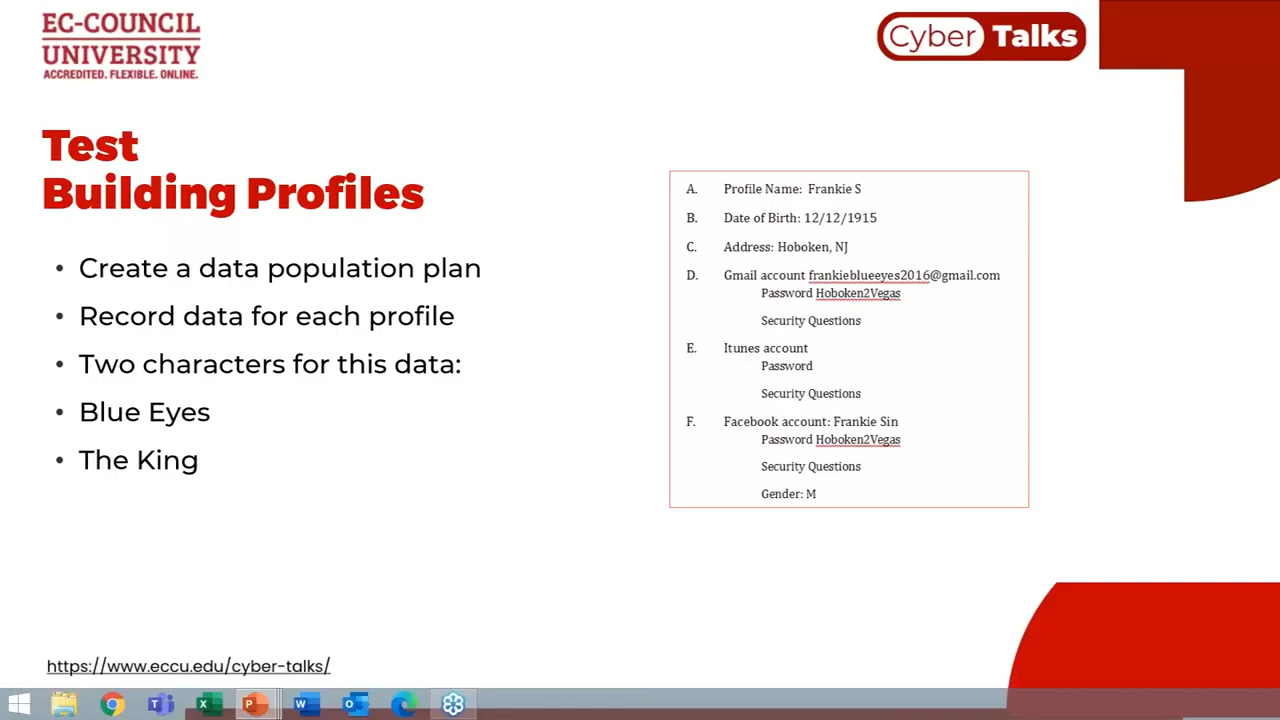 EC-COUNCIL
UNIVERSITY
ACCREDITED. FLEXIBLE. ONLINE.
Cyber Talks
Test
Building Profiles
• Create a data population plan
• Record data for each profile
• Two characters for this data:
• Blue Eyes
• The King
A. Profile Name: Frankie S
B. Date of Birth: 12/12/1915
C. Address: Hoboken, NJ
D. Gmail account frankieblueeyes2016@gmail.com
Password Hoboken2Vegas
Security Questions
E. Itunes account
Password
Security Questions
F. Facebook account: Frankie Sin
Password Hoboken2Vegas
Security Questions
Gender: M
https://www.eccu.edu/cyber-talks/